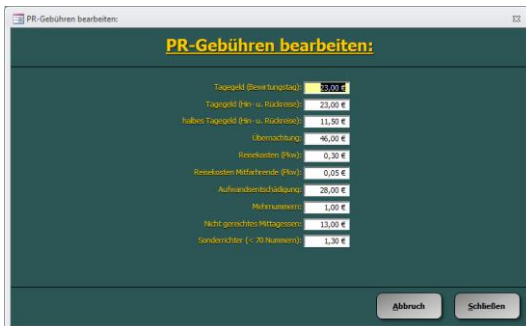 PR-Gebühren bearbeiten:
PR-Gebühren bearbeiten:
Tagegeld (Bewirtungstag): 23,00 €
Tagegeld (Hin- u. Rückreise): 23,00 €
halbes Tagegeld (Hin- u. Rückreise): 11,50 €
Übernachtung: 46,00 €
Reisekosten (Pkw): 0,30 €
Reisekosten Mitfahrende (Pkw): 0,05 €
Aufwandsentschädigung: 28,00 €
Mehrnummern: 1,00 €
Nicht gereichtes Mittagessen: 13,00 €
Sonderrichter (< 70 Nummern): 1,30 €
Abbruch Schließen